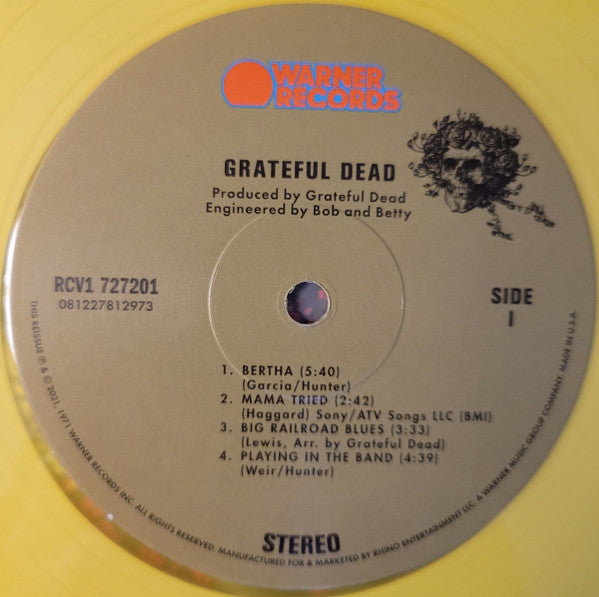 WARNER
RECORDS
GRATEFUL DEAD
Produced by Grateful Dead
Engineered by Bob and Betty
RCV1 727201
081227812973
SIDE
1
1. BERTHA (5:40)
(Garcia/Hunter)
2. MAMA TRIED (2:42)
(Haggard) Sony/ATV Songs LLC (BMI)
3. BIG RAILROAD BLUES (3:33)
(Lewis, Arr. by Grateful Dead)
4. PLAYING IN THE BAND (4:39)
(Weir/Hunter)
STEREO
THIS REISSUE ℗ & © 2021, 1971 WARNER RECORDS INC. ALL RIGHTS RESERVED. MANUFACTURED FOR & MARKETED BY RHINO ENTERTAINMENT LLC, A WARNER MUSIC GROUP COMPANY. MADE IN U.S.A.